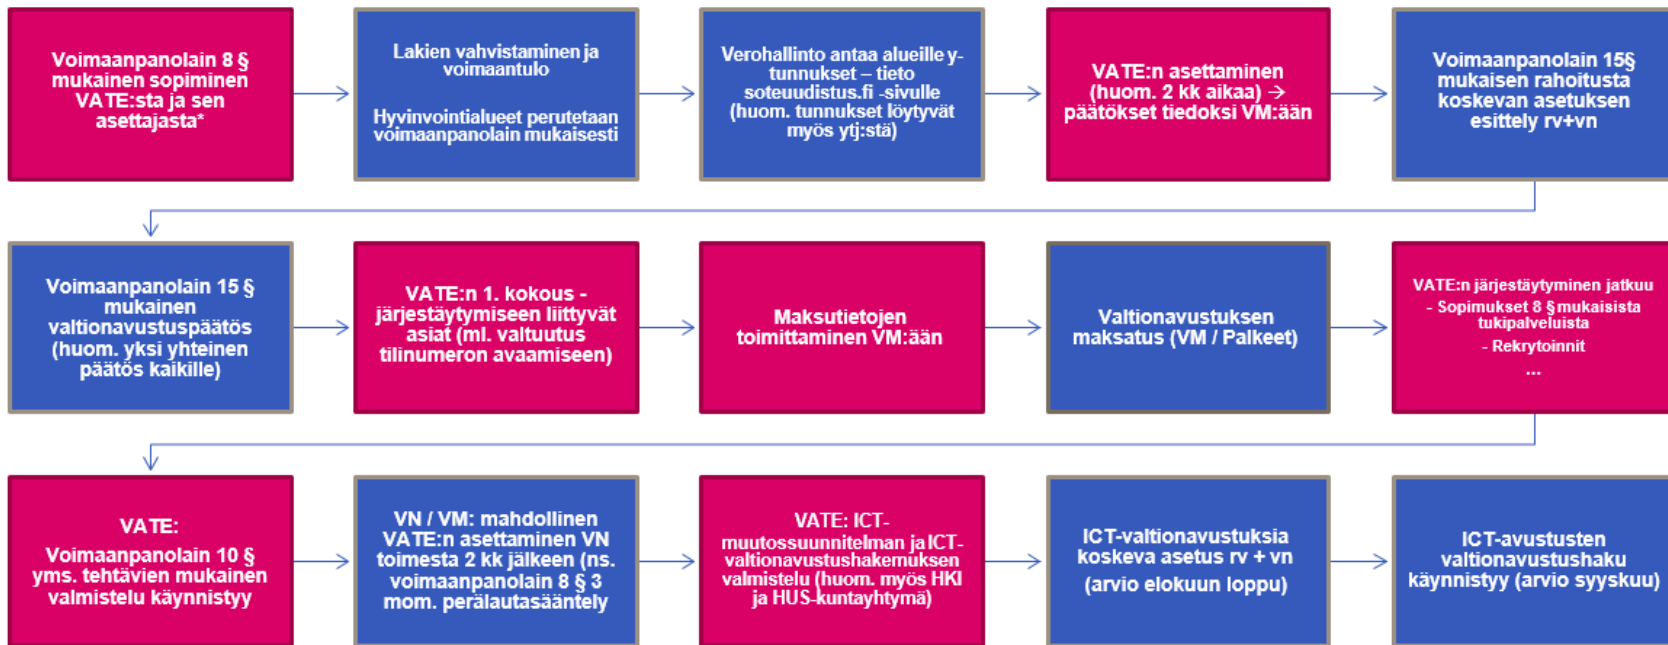 Voimaanpanolain 8 §
mukainen sopiminen
VATE:sta ja sen
asettajasta*
Lakien vahvistaminen ja
voimaantulo
Hyvinvointialueet perutetaan
voimaanpanolain mukaisesti
Verohallinto antaa alueille y-
tunnukset – tieto
soteuudistus.fi -sivulle
(huom. tunnukset löytyvät
myös ytj:stä)
VATE:n asettaminen
(huom. 2 kk aikaa) →
päätökset tiedoksi VM:ään
Voimaanpanolain 15§
mukaisen rahoitusta
koskevan asetuksen
esittely rv+vn
Voimaanpanolain 15 §
mukainen
valtionavustuspäätös
(huom. yksi yhteinen
päätös kaikille)
VATE:n 1. kokous -
järjestäytymiseen liittyvät
asiat (ml. valtuutus
tilinumeron avaamiseen)
Maksutietojen
toimittaminen VM:ään
Valtionavustuksen
maksatus (VM / Palkeet)
VATE:n järjestäytyminen jatkuu
- Sopimukset 8 § mukaisista
tukipalveluista
- Rekrytoinnit
...
VATE:
Voimaanpanolain 10 §
yms. tehtävien mukainen
valmistelu käynnistyy
VN / VM: mahdollinen
VATE:n asettaminen VN
toimesta 2 kk jälkeen (ns.
voimaanpanolain 8 § 3
mom. perälautasääntely
VATE: ICT-
muutossuunnitelman ja ICT-
valtionavustushakemuksen
valmistelu (huom. myös HKI
ja HUS-kuntayhtymä)
ICT-valtionavustuksia
koskeva asetus rv + vn
(arvio elokuun loppu)
ICT-avustusten
valtionavustushaku
käynnistyy (arvio syyskuu)